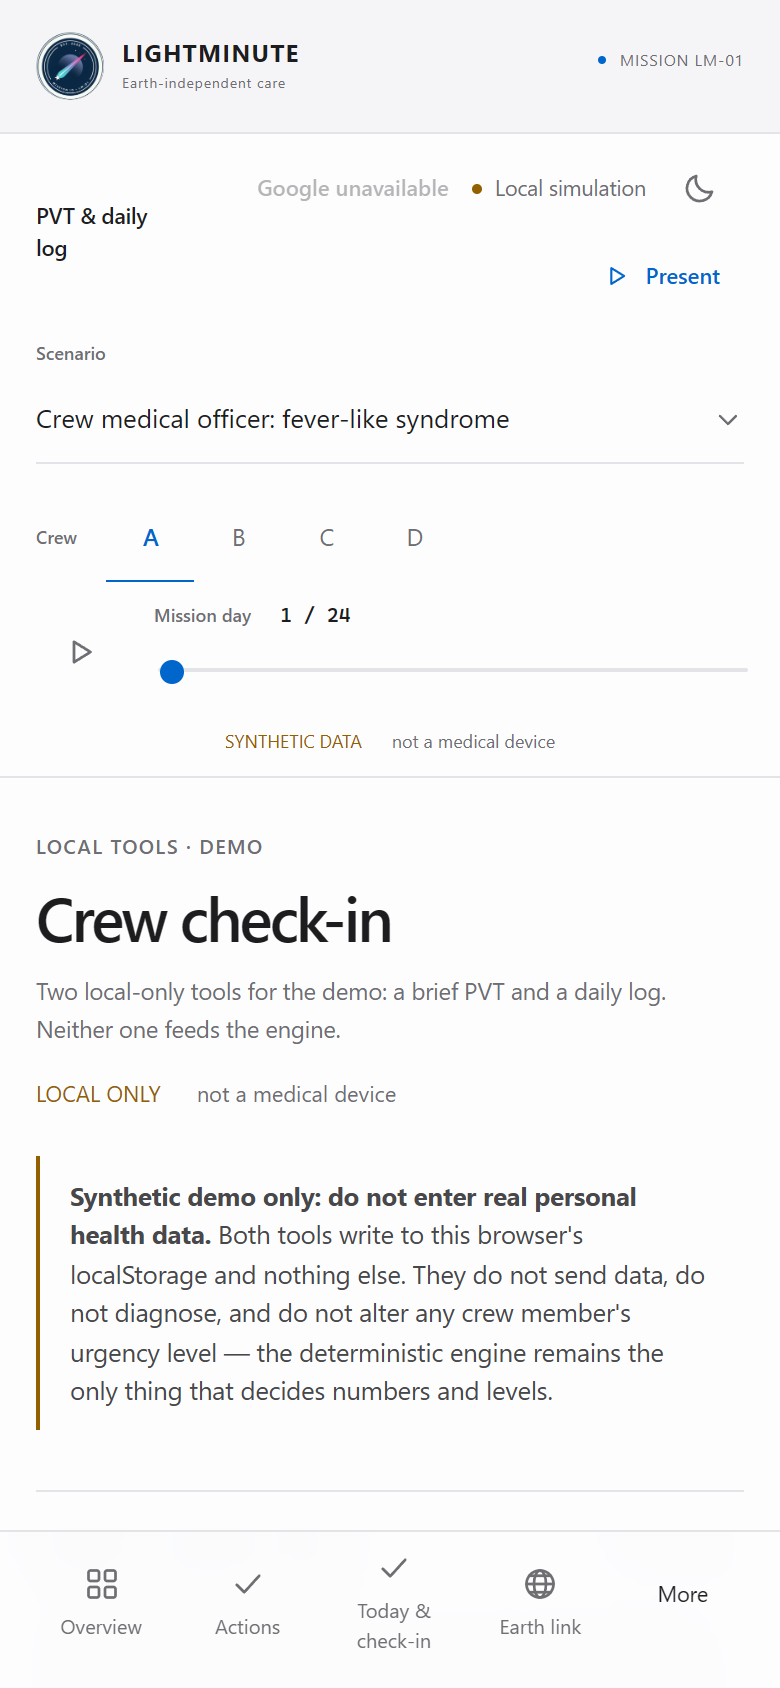 LIGHTMINUTE
Earth-independent care
MISSION LM-01
Google unavailable
Local simulation
PVT & daily
log
Present
Scenario
Crew medical officer: fever-like syndrome
Crew
A
B
C
D
Mission day
1 / 24
SYNTHETIC DATA
not a medical device
LOCAL TOOLS · DEMO
Crew check-in
Two local-only tools for the demo: a brief PVT and a daily log.
Neither one feeds the engine.
LOCAL ONLY
not a medical device
Synthetic demo only: do not enter real personal
health data. Both tools write to this browser's
localStorage and nothing else. They do not send data, do
not diagnose, and do not alter any crew member's
urgency level — the deterministic engine remains the
only thing that decides numbers and levels.
Overview
Actions
Today &
check-in
Earth link
More